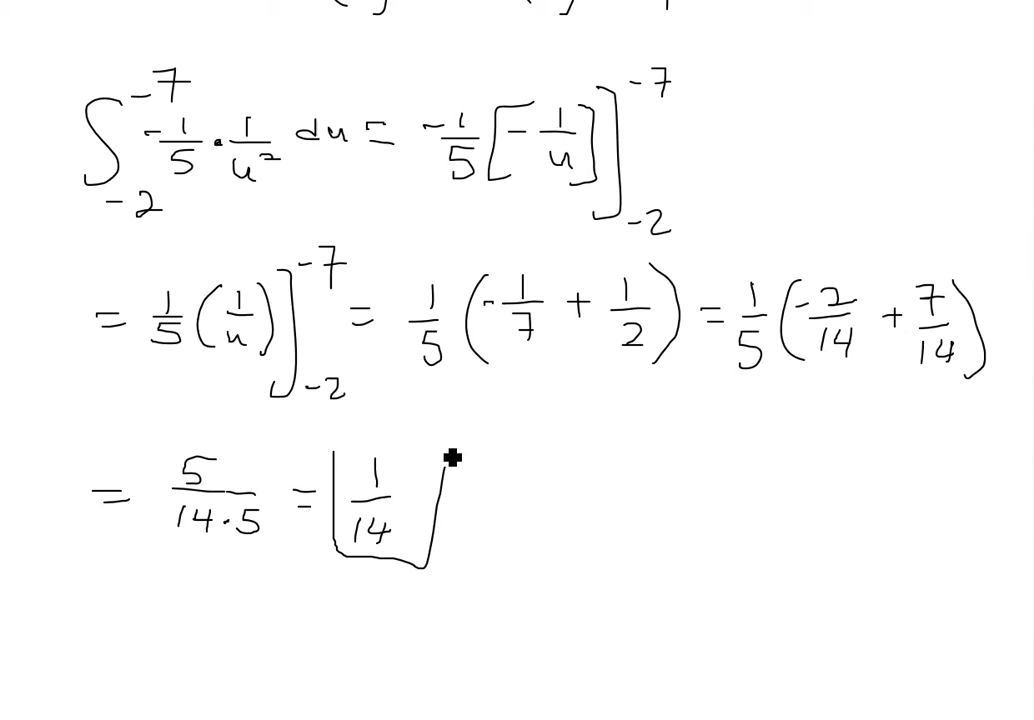 ∫_{-2}^{-7} -1/5 · 1/u² du = -1/5 [-1/u]]_{-2}^{-7}
= 1/5 (1/u)]_{-2}^{-7} = 1/5 (-1/7 + 1/2) = 1/5 (-2/14 + 7/14)
= 5/(14·5) = 1/14